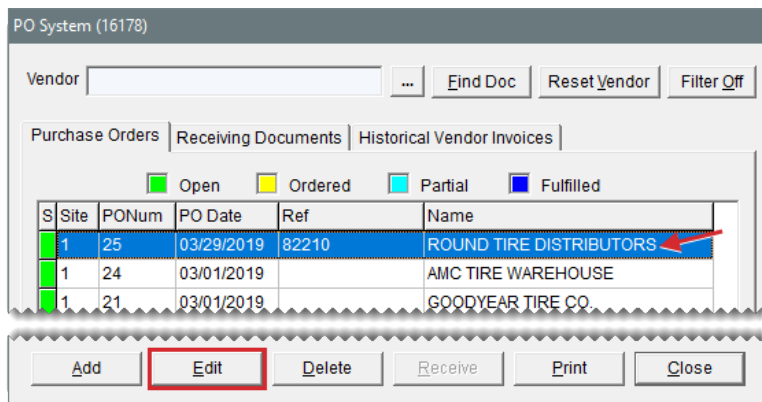 PO System (16178)
Vendor ... Find Doc Reset Vendor Filter Off
Purchase Orders Receiving Documents Historical Vendor Invoices
Open Ordered Partial Fulfilled
S Site PONum PO Date Ref Name
1 25 03/29/2019 82210 ROUND TIRE DISTRIBUTORS
1 24 03/01/2019 AMC TIRE WAREHOUSE
1 21 03/01/2019 GOODYEAR TIRE CO.
Add Edit Delete Receive Print Close